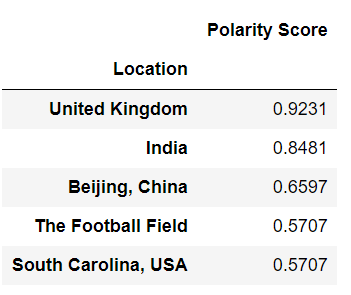 Polarity Score
Location
United Kingdom 0.9231
India 0.8481
Beijing, China 0.6597
The Football Field 0.5707
South Carolina, USA 0.5707